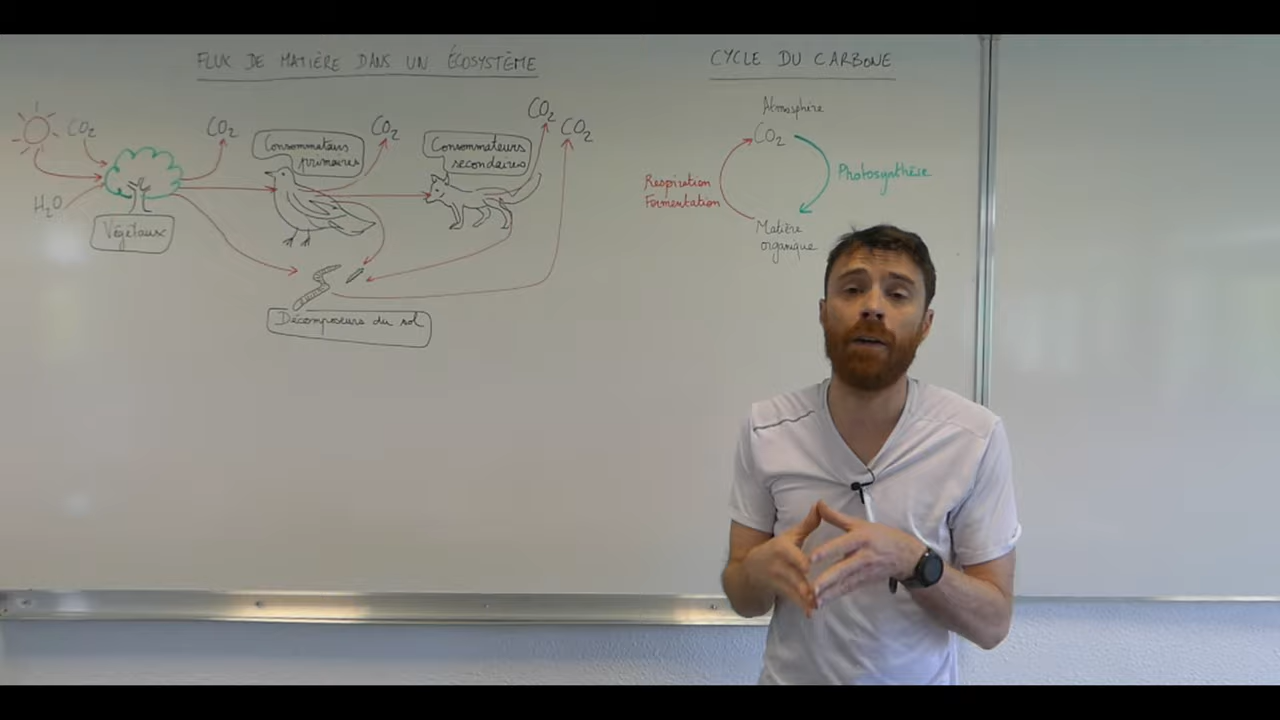 FLUX DE MATIÈRE DANS UN ÉCOSYSTÈME
CO2
CO2
H2O
Végétaux
Consommateurs
primaires
CO2
Consommateurs
secondaires
CO2
CO2
Décomposeurs du sol
CYCLE DU CARBONE
Atmosphère
CO2
Respiration
Fermentation
Photosynthèse
Matière
organique